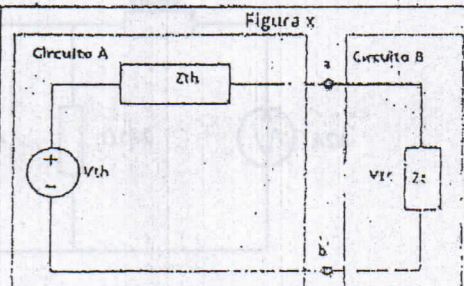 Figura x
Circuito A
Circuito B
Zth
a
+
Vth
−
b